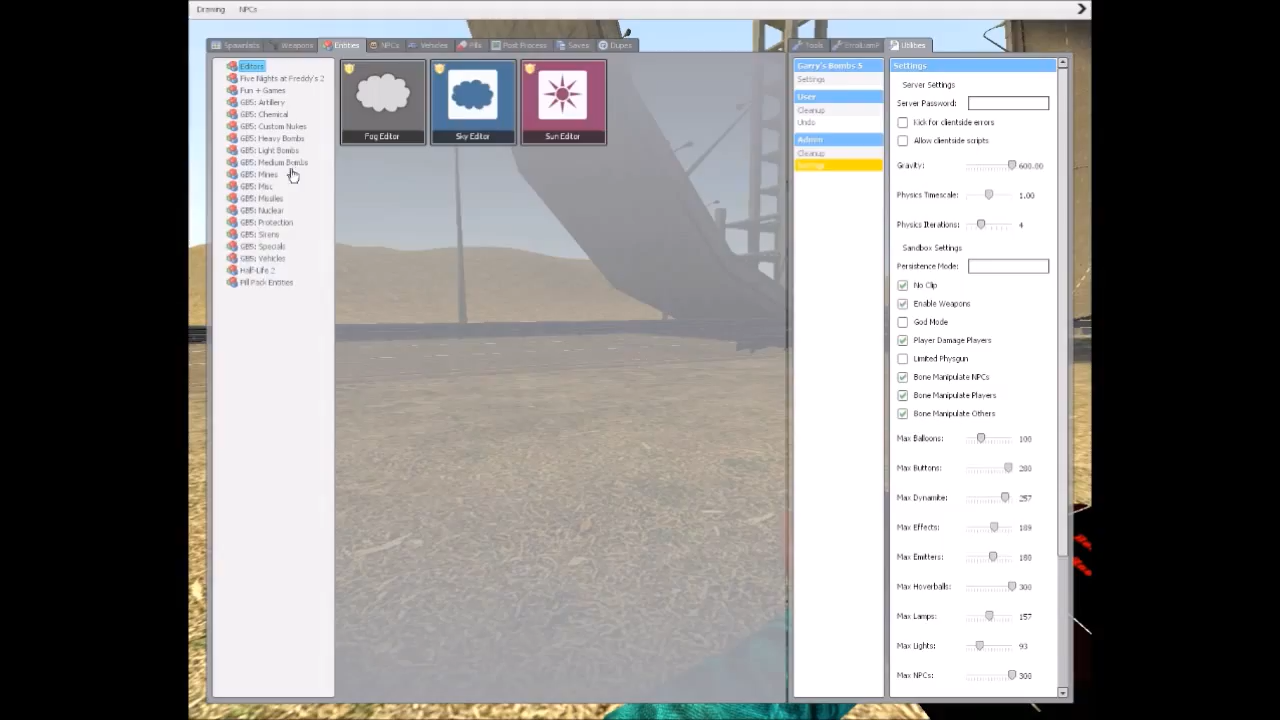 Drawing NPCs
Spawnlists Weapons Entities NPCs Vehicles Pills Post Process Saves Dupes
Tools Utilities
Editors
Five Nights at Freddy's 2
Fun + Games
GB5: Artillery
GB5: Chemical
GB5: Custom Nukes
GB5: Heavy Bombs
GB5: Light Bombs
GB5: Medium Bombs
GB5: Mines
GB5: Misc
GB5: Missiles
GB5: Nuclear
GB5: Protection
GB5: Sirens
GB5: Specials
GB5: Vehicles
Half-Life 2
Pill Pack Entities
Fog Editor
Sky Editor
Sun Editor
Garry's Bombs 5
Settings
User
Cleanup
Undo
Admin
Cleanup
Settings
Settings
Server Settings
Server Password:
Kick for clientside errors
Allow clientside scripts
Gravity: 600.00
Physics Timescale: 1.00
Physics Iterations: 4
Sandbox Settings
Persistence Mode:
No Clip
Enable Weapons
God Mode
Player Damage Players
Limited Physgun
Bone Manipulate NPCs
Bone Manipulate Players
Bone Manipulate Others
Max Balloons: 100
Max Buttons: 280
Max Dynamite: 257
Max Effects: 189
Max Emitters: 180
Max Hoverballs: 300
Max Lamps: 157
Max Lights: 93
Max NPCs: 300